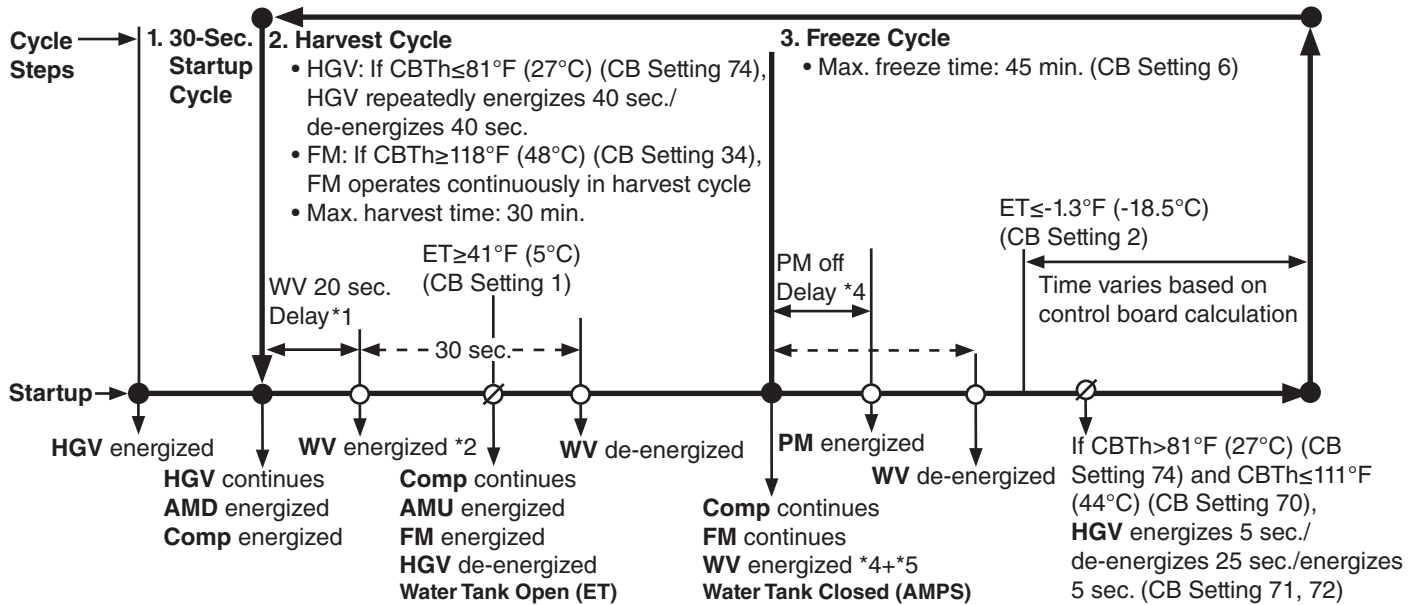 Cycle
Steps
1. 30-Sec.
Startup
Cycle
2. Harvest Cycle
• HGV: If CBTh≤81°F (27°C) (CB Setting 74),
HGV repeatedly energizes 40 sec./
de-energizes 40 sec.
• FM: If CBTh≥118°F (48°C) (CB Setting 34),
FM operates continuously in harvest cycle
• Max. harvest time: 30 min.
3. Freeze Cycle
• Max. freeze time: 45 min. (CB Setting 6)
WV 20 sec.
Delay*1
ET≥41°F (5°C)
(CB Setting 1)
30 sec.
PM off
Delay *4
ET≤-1.3°F (-18.5°C)
(CB Setting 2)
Time varies based on
control board calculation
Startup
HGV energized
HGV continues
AMD energized
Comp energized
WV energized *2
Comp continues
AMU energized
FM energized
HGV de-energized
Water Tank Open (ET)
WV de-energized
Comp continues
FM continues
WV energized *4+*5
Water Tank Closed (AMPS)
PM energized
WV de-energized
If CBTh>81°F (27°C) (CB
Setting 74) and CBTh≤111°F
(44°C) (CB Setting 70),
HGV energizes 5 sec./
de-energizes 25 sec./energizes
5 sec. (CB Setting 71, 72)